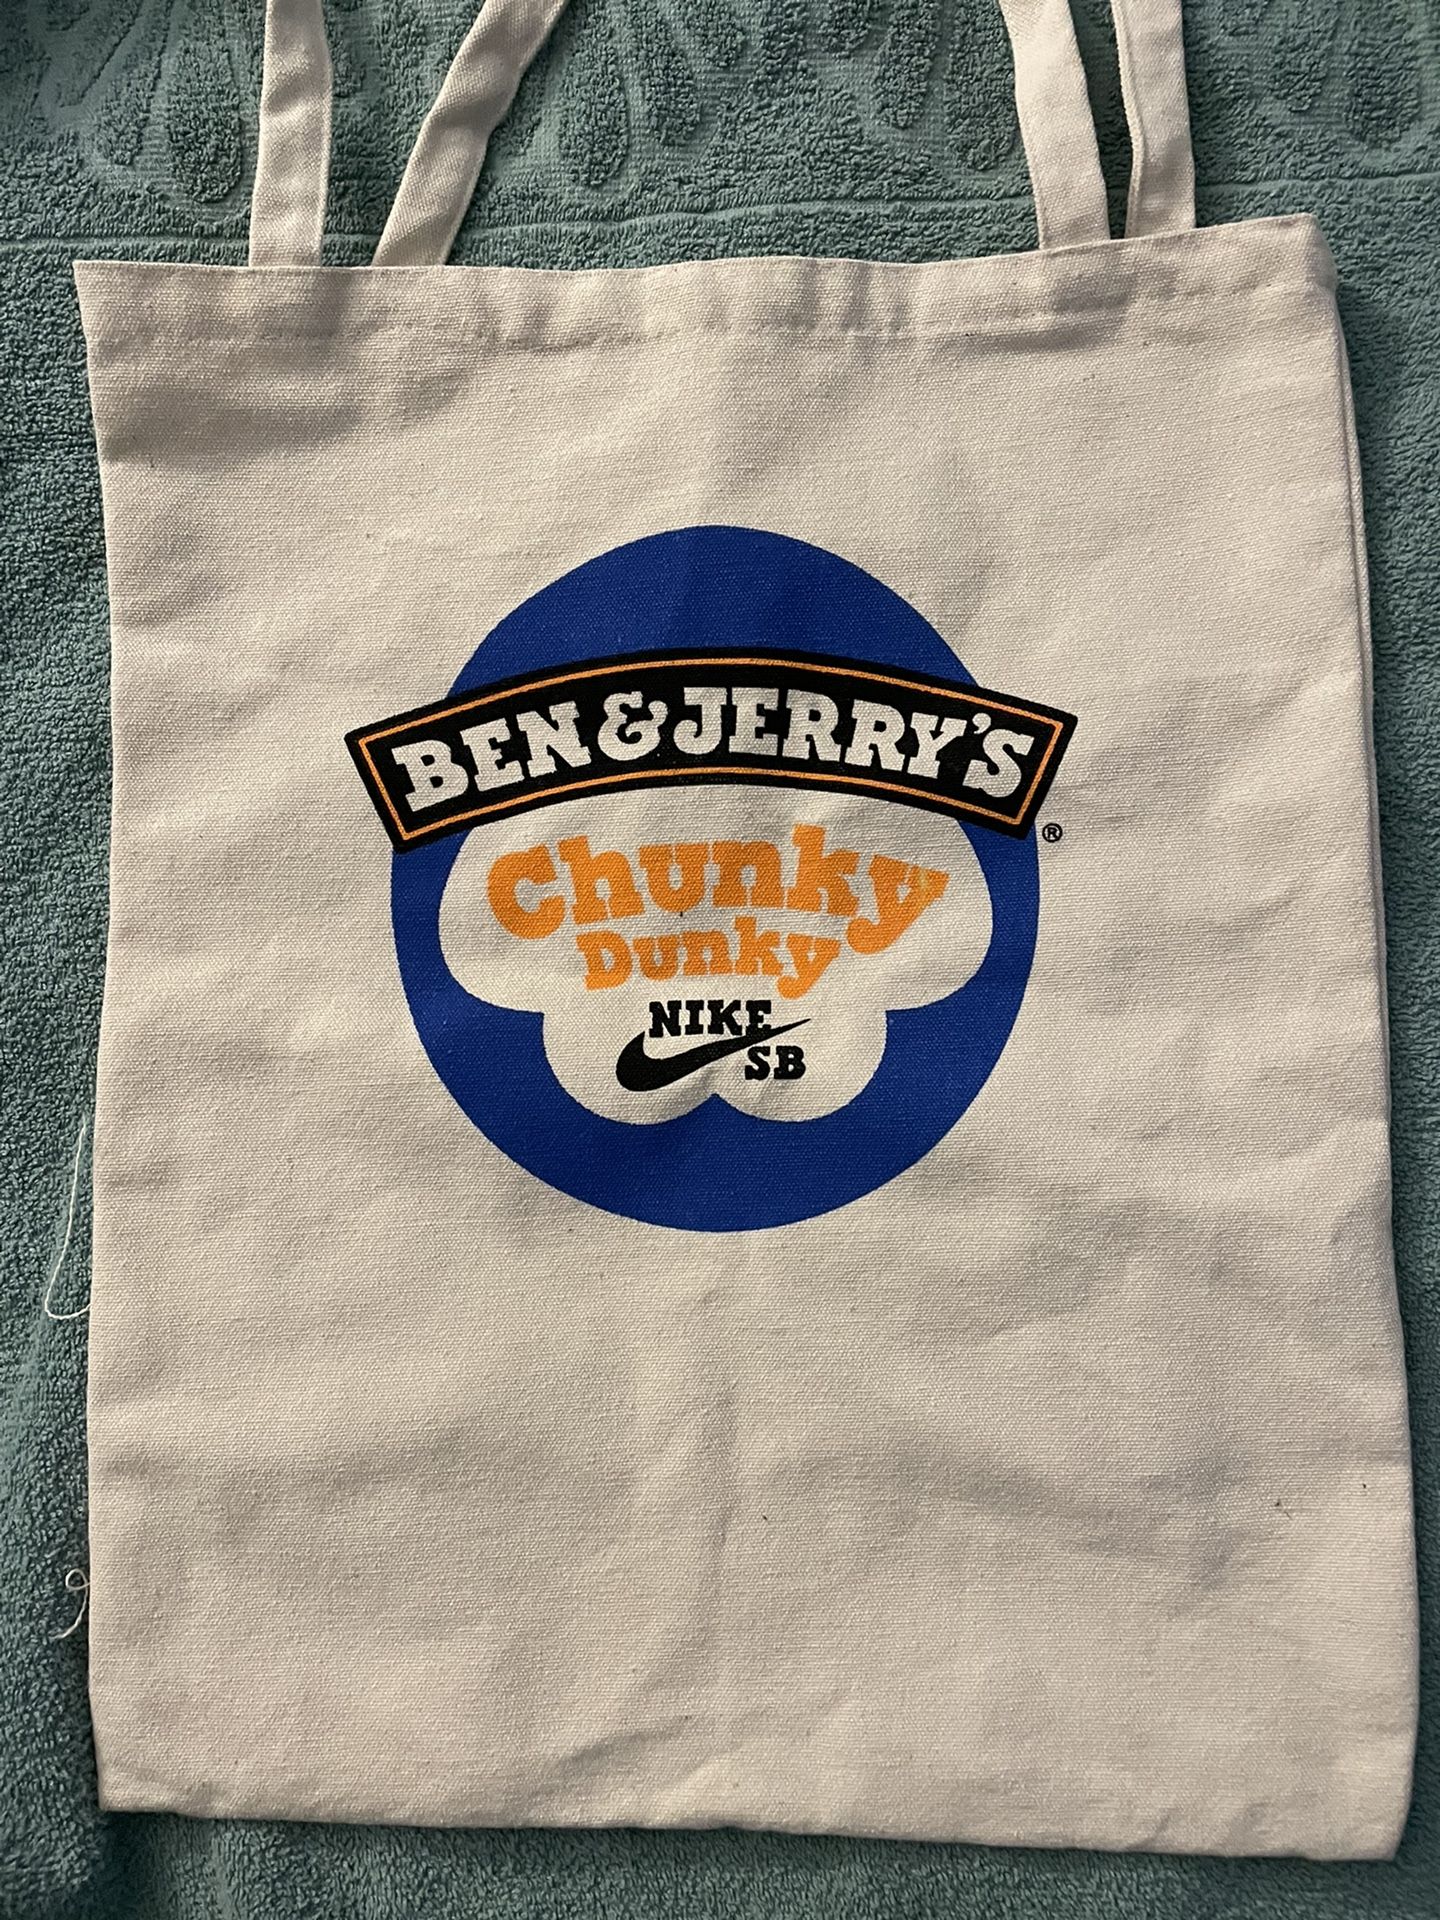 BEN & JERRY'S
®
Chunky
Dunky
NIKE
SB